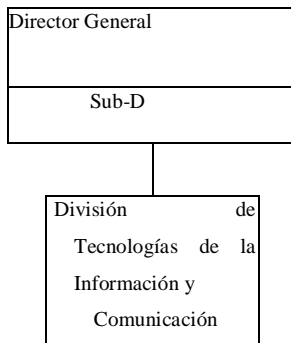 Director General
Sub-D
División de
Tecnologías de la
Información y
Comunicación